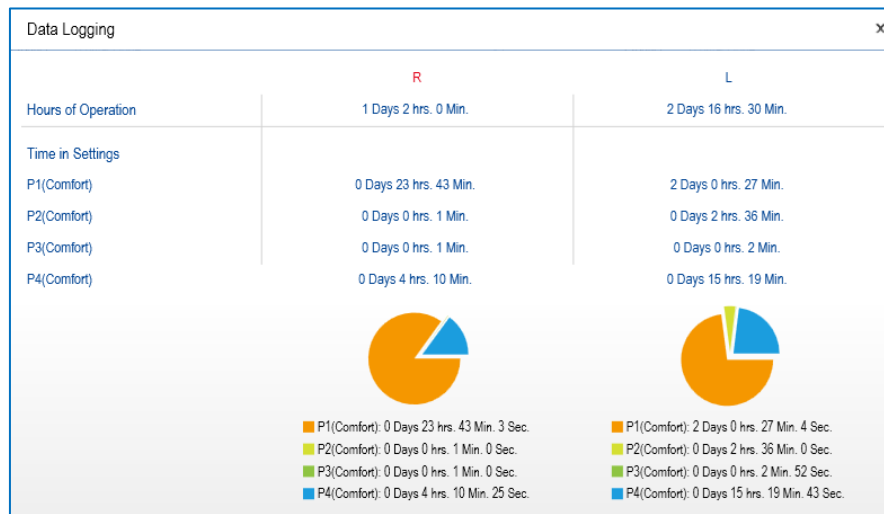 Data Logging x
R L
Hours of Operation 1 Days 2 hrs. 0 Min. 2 Days 16 hrs. 30 Min.
Time in Settings
P1(Comfort) 0 Days 23 hrs. 43 Min. 2 Days 0 hrs. 27 Min.
P2(Comfort) 0 Days 0 hrs. 1 Min. 0 Days 2 hrs. 36 Min.
P3(Comfort) 0 Days 0 hrs. 1 Min. 0 Days 0 hrs. 2 Min.
P4(Comfort) 0 Days 4 hrs. 10 Min. 0 Days 15 hrs. 19 Min.
P1(Comfort): 0 Days 23 hrs. 43 Min. 3 Sec. P1(Comfort): 2 Days 0 hrs. 27 Min. 4 Sec.
P2(Comfort): 0 Days 0 hrs. 1 Min. 0 Sec. P2(Comfort): 0 Days 2 hrs. 36 Min. 0 Sec.
P3(Comfort): 0 Days 0 hrs. 1 Min. 0 Sec. P3(Comfort): 0 Days 0 hrs. 2 Min. 52 Sec.
P4(Comfort): 0 Days 4 hrs. 10 Min. 25 Sec. P4(Comfort): 0 Days 15 hrs. 19 Min. 43 Sec.